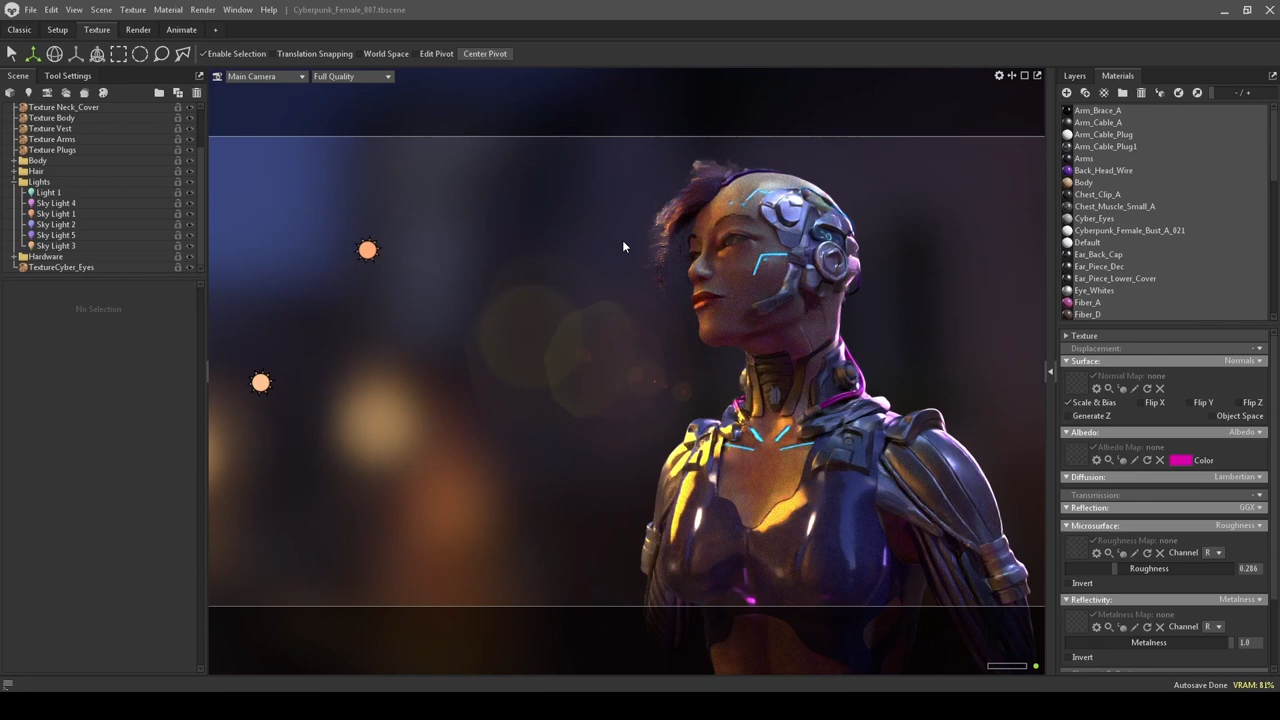 File Edit View Scene Texture Material Render Window Help Cyberpunk_Female_007.tbscene
Classic Setup Texture Render Animate +
Enable Selection Translation Snapping World Space Edit Pivot Center Pivot
Scene Tool Settings
Main Camera Full Quality
Layers Materials
- / +
Texture Neck_Cover
Texture Body
Texture Vest
Texture Arms
Texture Plugs
Body
Hair
Lights
Light 1
Sky Light 4
Sky Light 1
Sky Light 2
Sky Light 5
Sky Light 3
Hardware
TextureCyber_Eyes
No Selection
Arm_Brace_A
Arm_Cable_A
Arm_Cable_Plug
Arm_Cable_Plug1
Arms
Back_Head_Wire
Body
Chest_Clip_A
Chest_Muscle_Small_A
Cyber_Eyes
Cyberpunk_Female_Bust_A_021
Default
Ear_Back_Cap
Ear_Piece_Dec
Ear_Piece_Lower_Cover
Eye_Whites
Fiber_A
Fiber_D
Texture
Displacement: -
Surface: Normals
Normal Map: none
Scale & Bias Flip X Flip Y Flip Z
Generate Z Object Space
Albedo: Albedo
Albedo Map: none
Color
Diffusion: Lambertian
Transmission: -
Reflection: GGX
Microsurface: Roughness
Roughness Map: none
Channel R
Roughness 0.286
Invert
Reflectivity: Metalness
Metalness Map: none
Channel R
Metalness 1.0
Invert
Autosave Done VRAM: 81%